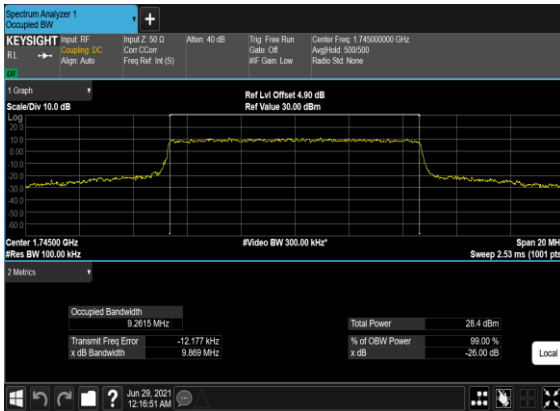 Spectrum Analyzer 1
Occupied BW
KEYSIGHT
RL
Input: RF
Coupling: DC
Align: Auto
Input Z: 50 Ω
Corr CCorr
Freq Ref: Int (S)
Atten: 40 dB
Trig: Free Run
Gate: Off
#IF Gain: Low
Center Freq: 1.745000000 GHz
Avg|Hold: 500/500
Radio Std: None
1 Graph
Scale/Div 10.0 dB
Ref Lvl Offset 4.90 dB
Ref Value 30.00 dBm
Log
20.0
10.0
0.00
-10.0
-20.0
-30.0
-40.0
-50.0
-60.0
Center 1.74500 GHz
#Res BW 100.00 kHz
#Video BW 300.00 kHz*
Span 20 MH
Sweep 2.53 ms (1001 pts
2 Metrics
Occupied Bandwidth
9.2615 MHz
Transmit Freq Error -12.177 kHz
x dB Bandwidth 9.869 MHz
Total Power 28.4 dBm
% of OBW Power 99.00 %
x dB -26.00 dB
Local
Jun 29, 2021
12:16:51 AM